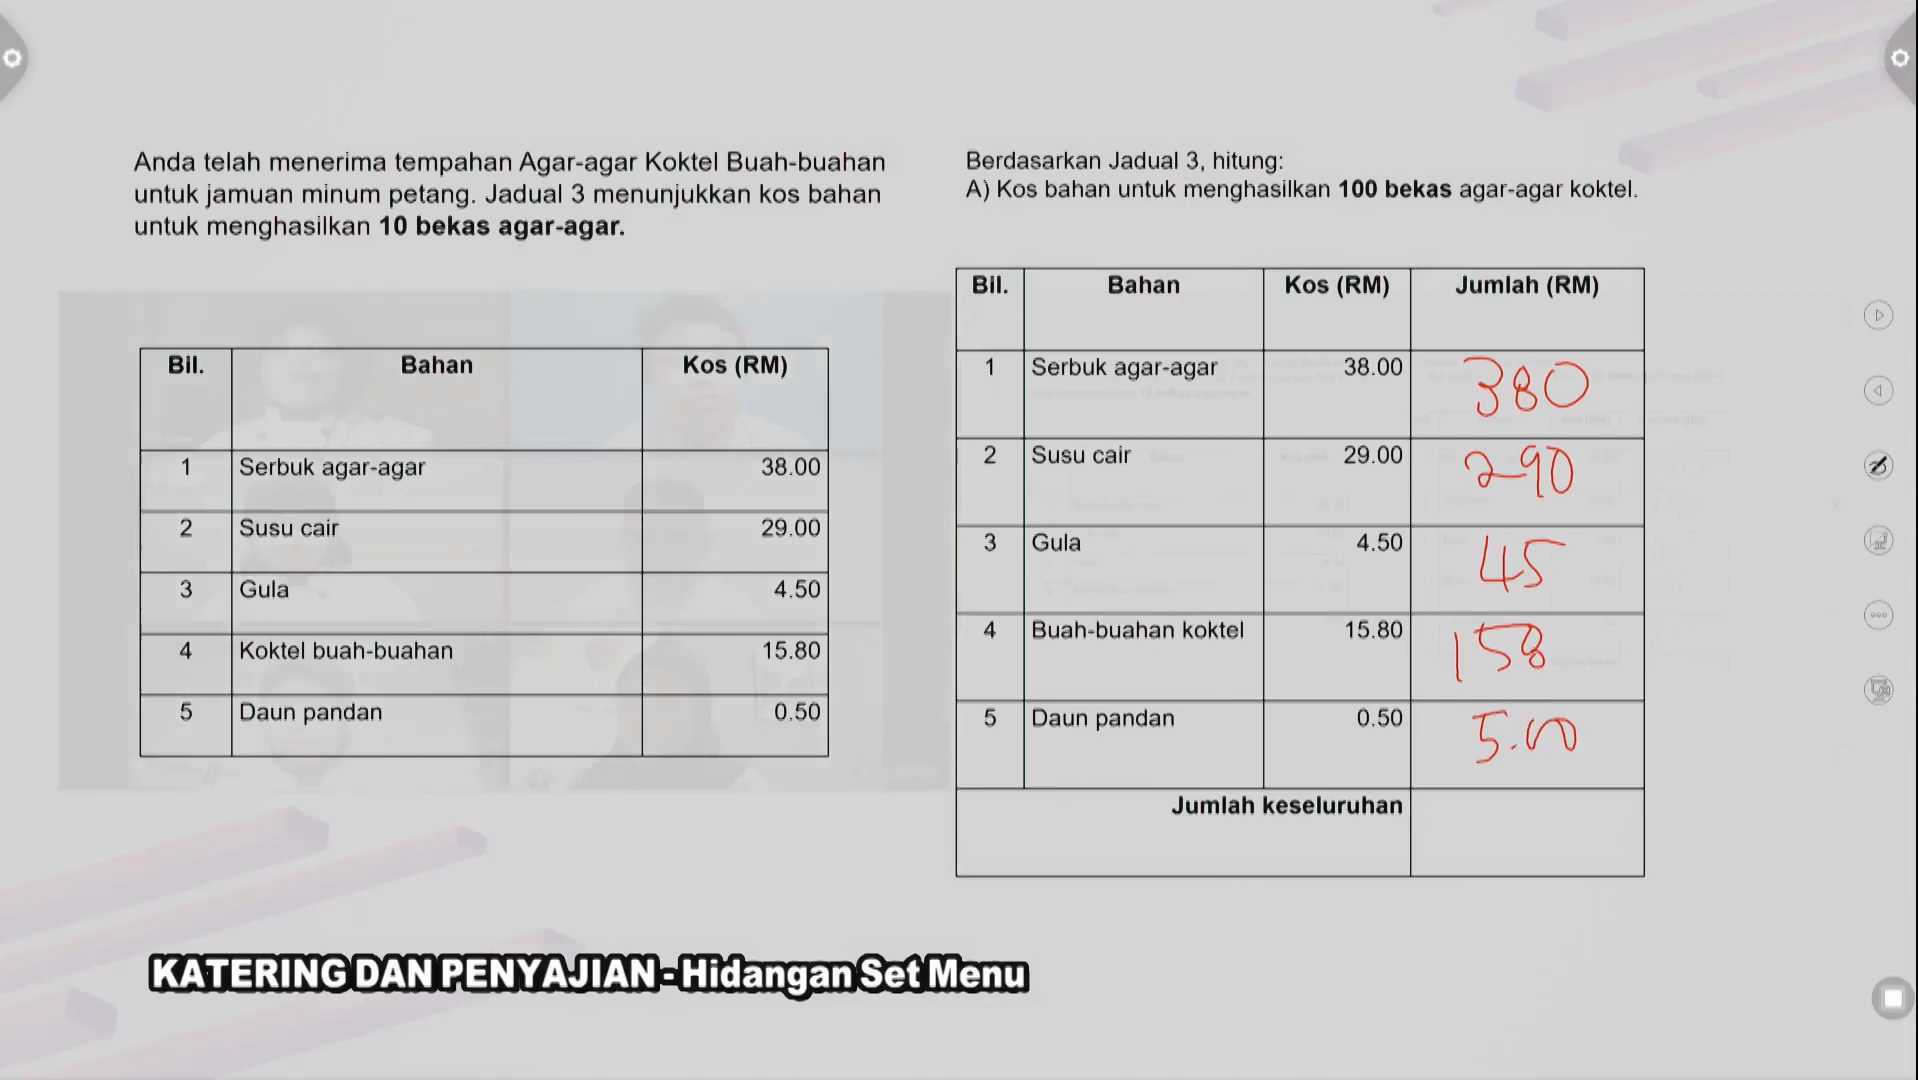 Anda telah menerima tempahan Agar-agar Koktel Buah-buahan
untuk jamuan minum petang. Jadual 3 menunjukkan kos bahan
untuk menghasilkan 10 bekas agar-agar.
Bil. Bahan Kos (RM)
1 Serbuk agar-agar 38.00
2 Susu cair 29.00
3 Gula 4.50
4 Koktel buah-buahan 15.80
5 Daun pandan 0.50
Berdasarkan Jadual 3, hitung:
A) Kos bahan untuk menghasilkan 100 bekas agar-agar koktel.
Bil. Bahan Kos (RM) Jumlah (RM)
1 Serbuk agar-agar 38.00 380
2 Susu cair 29.00 290
3 Gula 4.50 45
4 Buah-buahan koktel 15.80 158
5 Daun pandan 0.50 5.00
Jumlah keseluruhan
KATERING DAN PENYAJIAN - Hidangan Set Menu